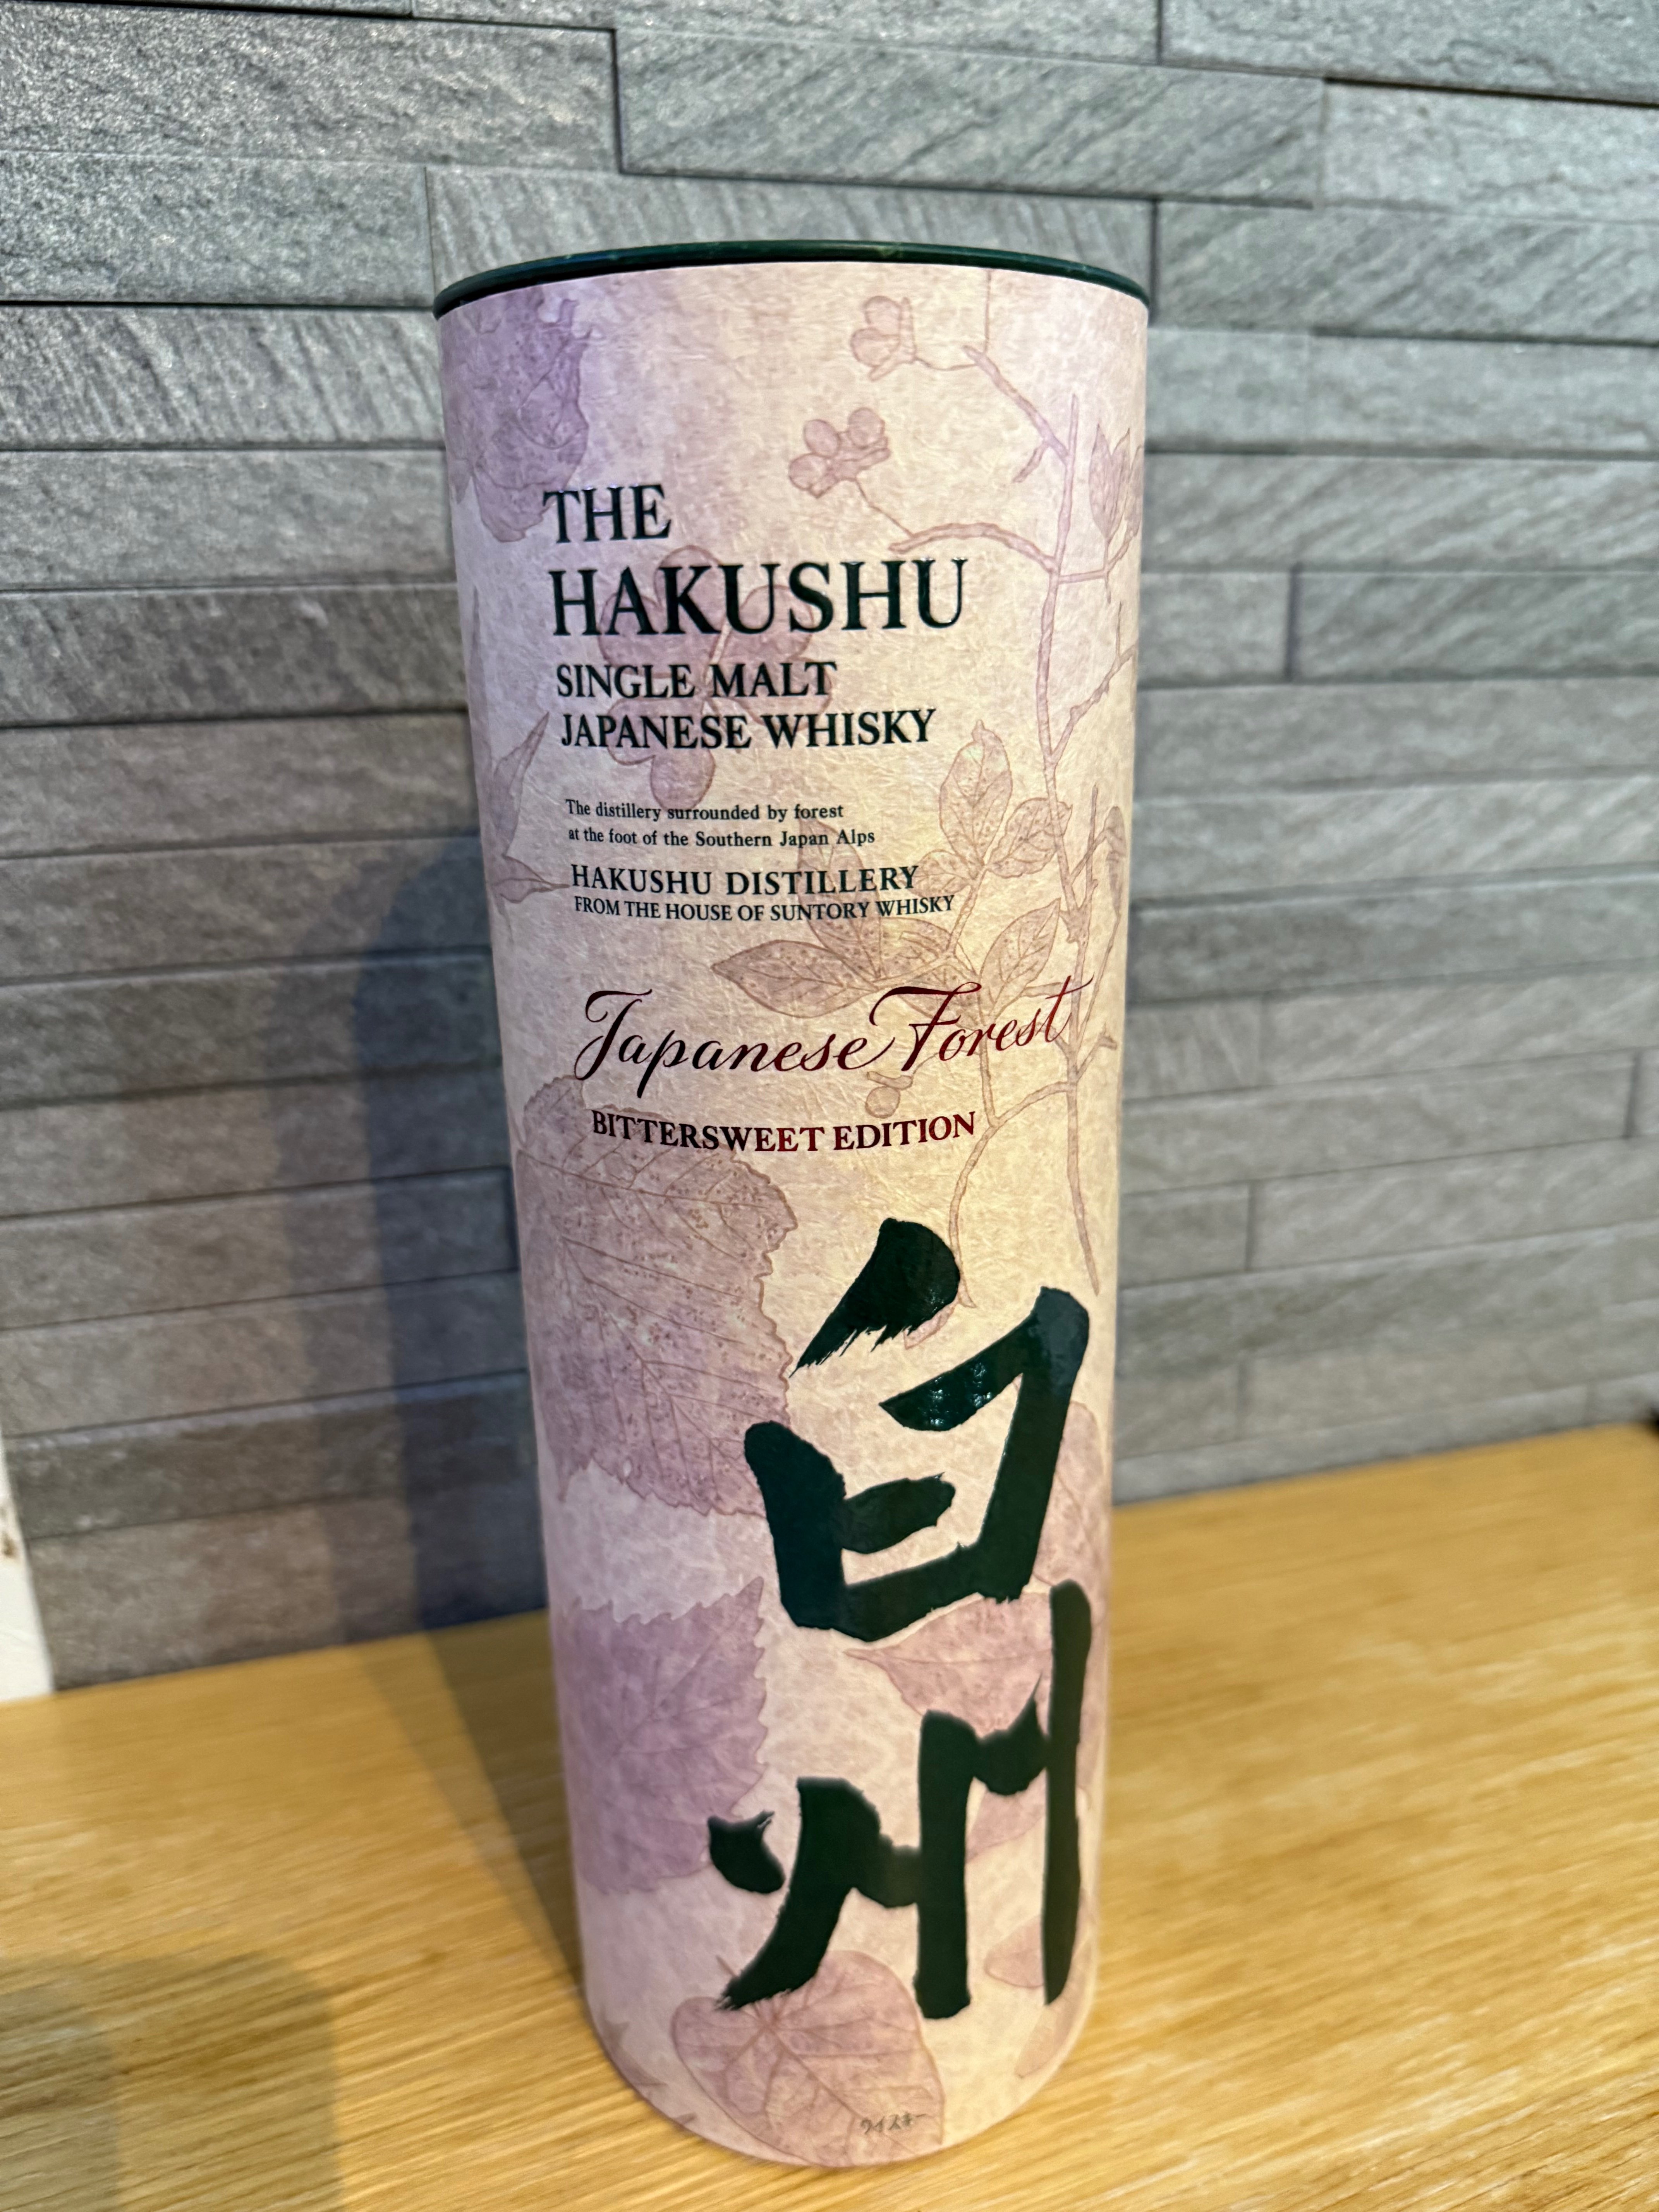 THE
HAKUSHU
SINGLE MALT
JAPANESE WHISKY
The distillery surrounded by forest
at the foot of the Southern Japan Alps
HAKUSHU DISTILLERY
FROM THE HOUSE OF SUNTORY WHISKY
Japanese Forest
BITTERSWEET EDITION
白州
ウイスキー